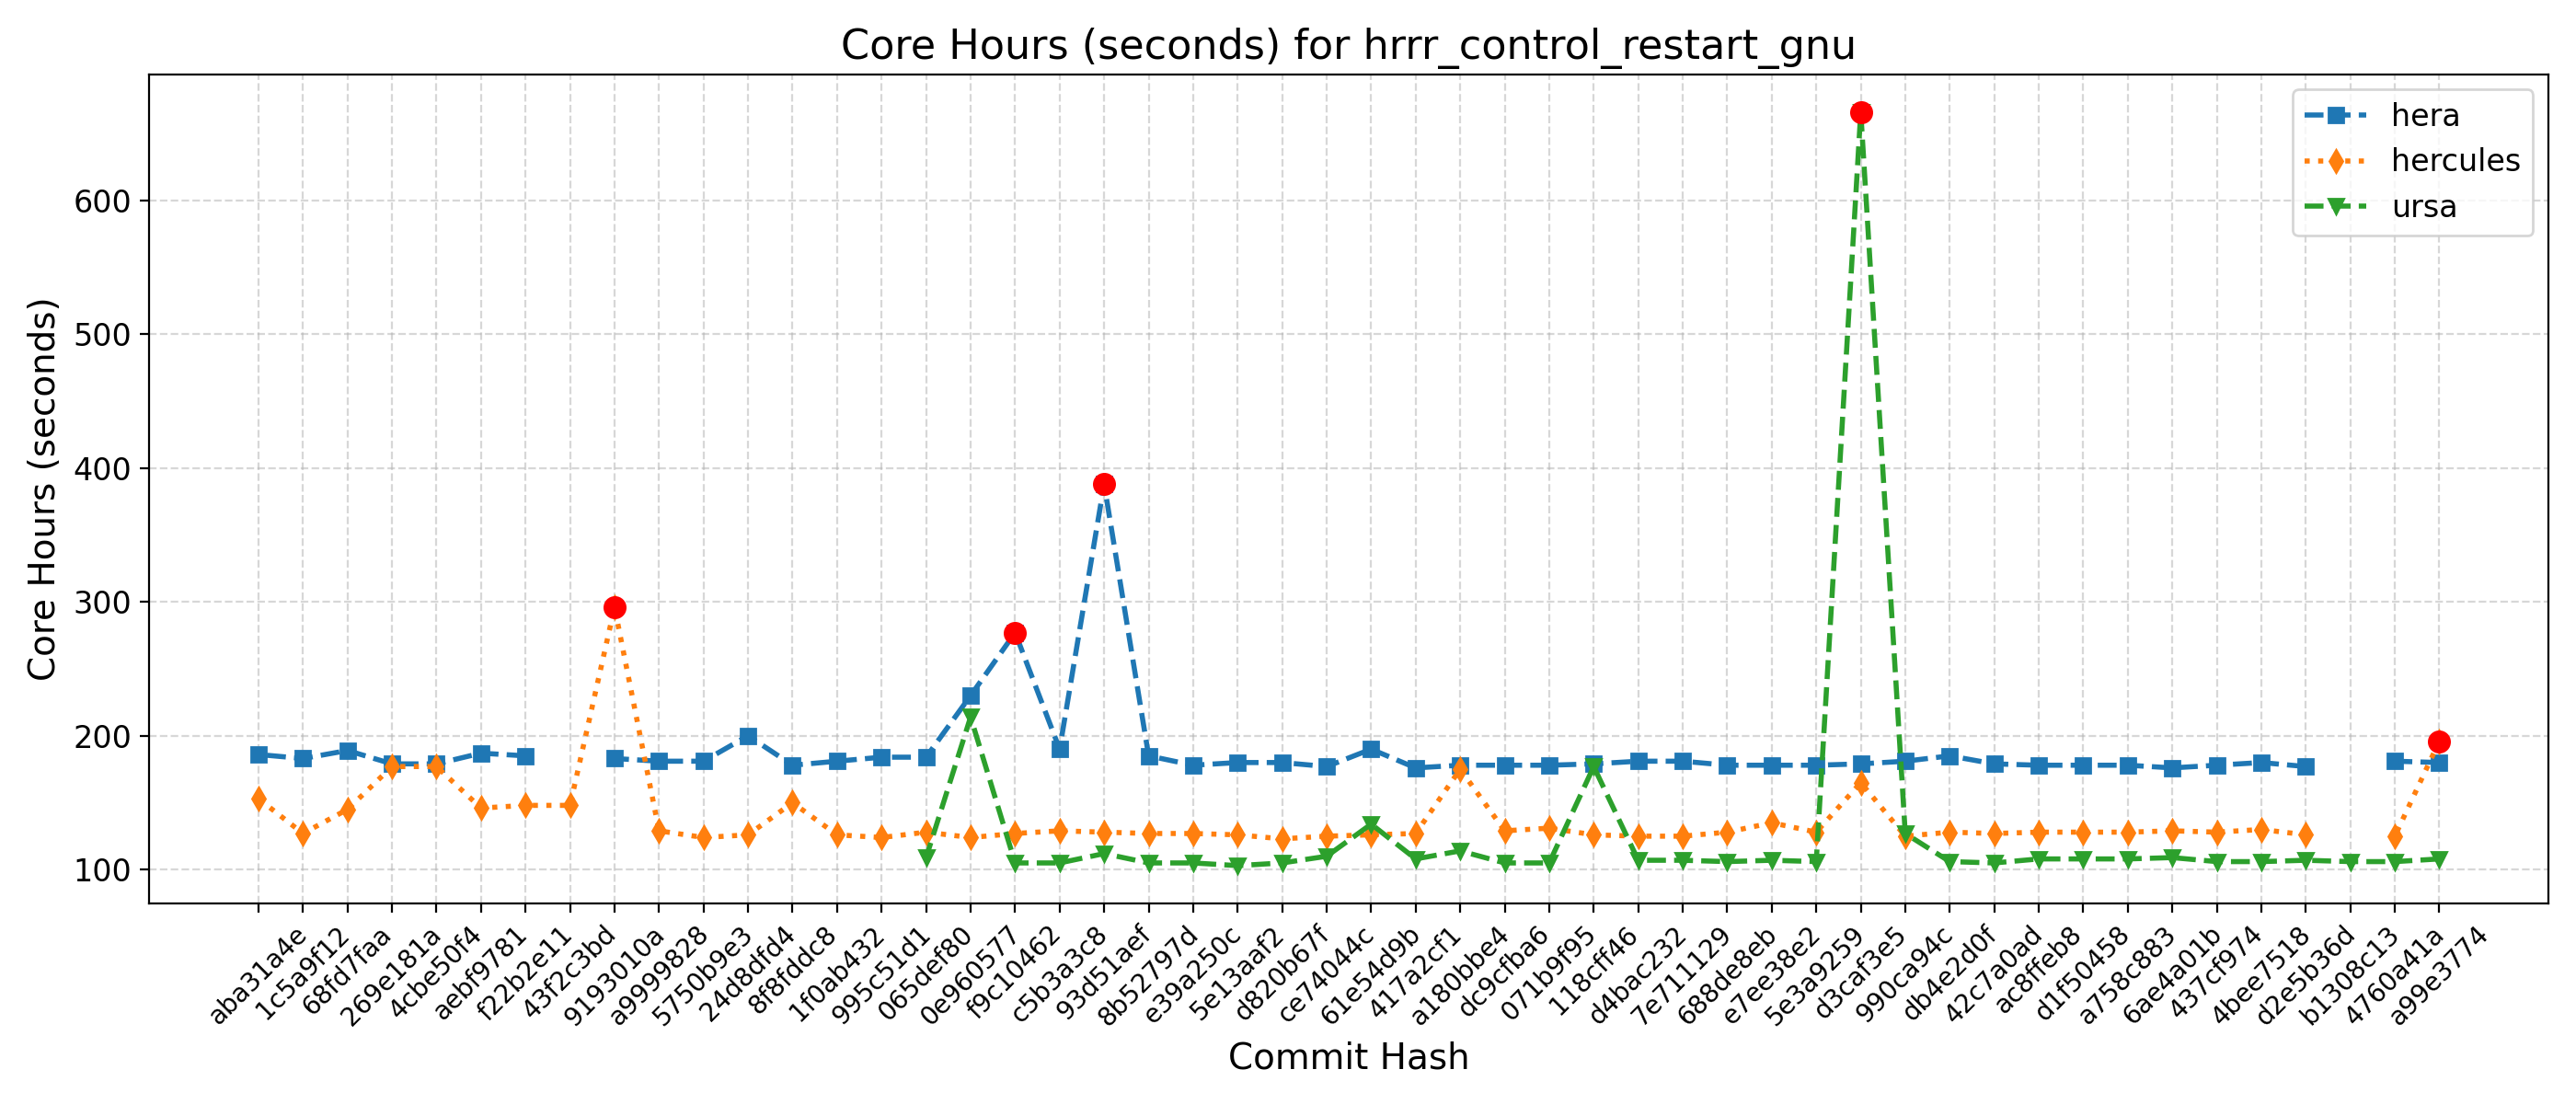 Core Hours (seconds) for hrrr_control_restart_gnu
hera
hercules
ursa
Core Hours (seconds)
600
500
400
300
200
100
aba31a4e
1c5a9f12
68fd7faa
269e181a
4cbe50f4
aebf9781
f22b2e11
43f2c3bd
9193010a
a9999828
5750b9e3
24d8dfd4
8f8fddc8
1f0ab432
995c51d1
065def80
0e960577
f9c10462
c5b3a3c8
93d51aef
8b52797d
e39a250c
5e13aaf2
d820b67f
ce74044c
61e54d9b
417a2cf1
a180bbe4
dc9cfba6
071b9f95
118cff46
d4bac232
7e711129
688de8eb
e7ee38e2
5e3a9259
d3caf3e5
990ca94c
db4e2d0f
42c7a0ad
ac8ffeb8
d1f50458
a758c883
6ae4a01b
437cf974
4bee7518
d2e5b36d
b1308c13
4760a41a
a99e3774
Commit Hash